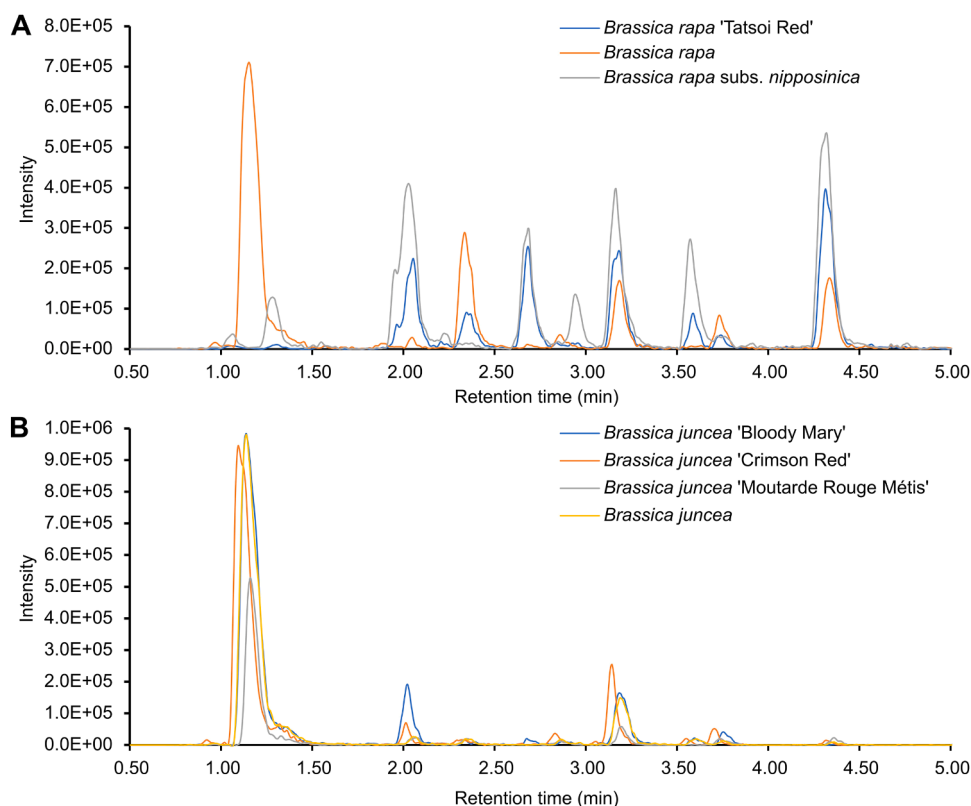 A
8.0E+05
7.0E+05
6.0E+05
5.0E+05
4.0E+05
3.0E+05
2.0E+05
1.0E+05
0.0E+00
Intensity
Brassica rapa 'Tatsoi Red'
Brassica rapa
Brassica rapa subs. nipposinica
0.50 1.00 1.50 2.00 2.50 3.00 3.50 4.00 4.50 5.00
Retention time (min)
B
1.0E+06
9.0E+05
8.0E+05
7.0E+05
6.0E+05
5.0E+05
4.0E+05
3.0E+05
2.0E+05
1.0E+05
0.0E+00
Intensity
Brassica juncea 'Bloody Mary'
Brassica juncea 'Crimson Red'
Brassica juncea 'Moutarde Rouge Métis'
Brassica juncea
0.50 1.00 1.50 2.00 2.50 3.00 3.50 4.00 4.50 5.00
Retention time (min)